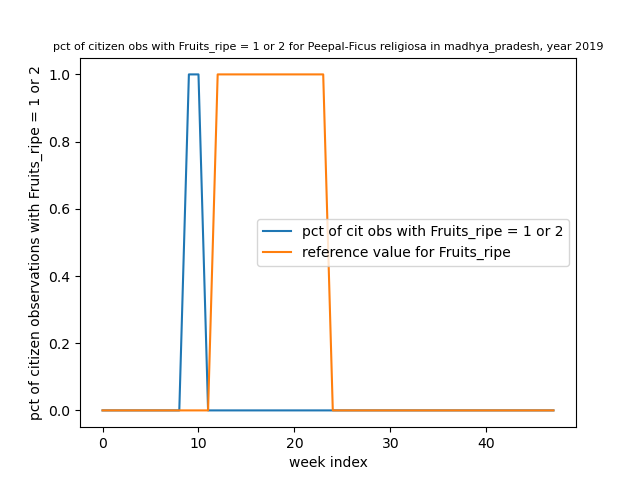 pct of citizen obs with Fruits_ripe = 1 or 2 for Peepal-Ficus religiosa in madhya_pradesh, year 2019
pct of citizen observations with Fruits_ripe = 1 or 2
1.0
0.8
0.6
0.4
0.2
0.0
pct of cit obs with Fruits_ripe = 1 or 2
reference value for Fruits_ripe
0 10 20 30 40
week index